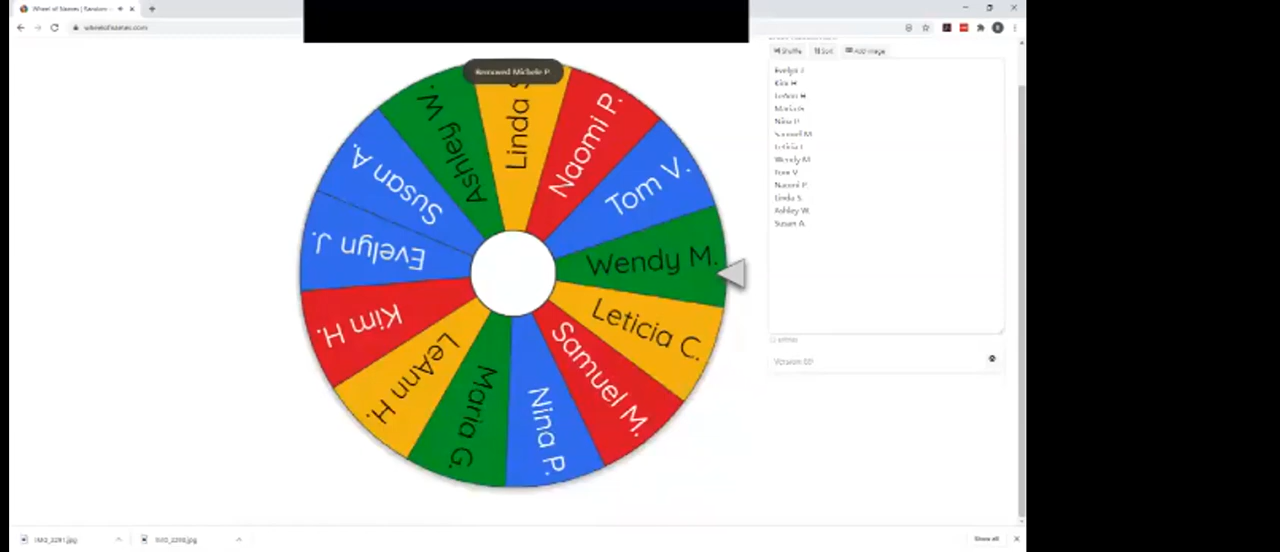 Wheel of Names | Random
wheelofnames.com
Shuffle
Sort
Add image
Removed Michele P.
Ashley W.
Linda S.
Naomi P.
Tom V.
Wendy M.
Leticia C.
Samuel M.
Nina P.
Maria G.
LeAnn H.
Kim H.
Evelyn J.
Susan A.
Evelyn J.
Kim H.
LeAnn H.
Maria G.
Nina P.
Samuel M.
Leticia C.
Wendy M.
Tom V.
Naomi P.
Linda S.
Ashley W.
Susan A.
entries
Show all